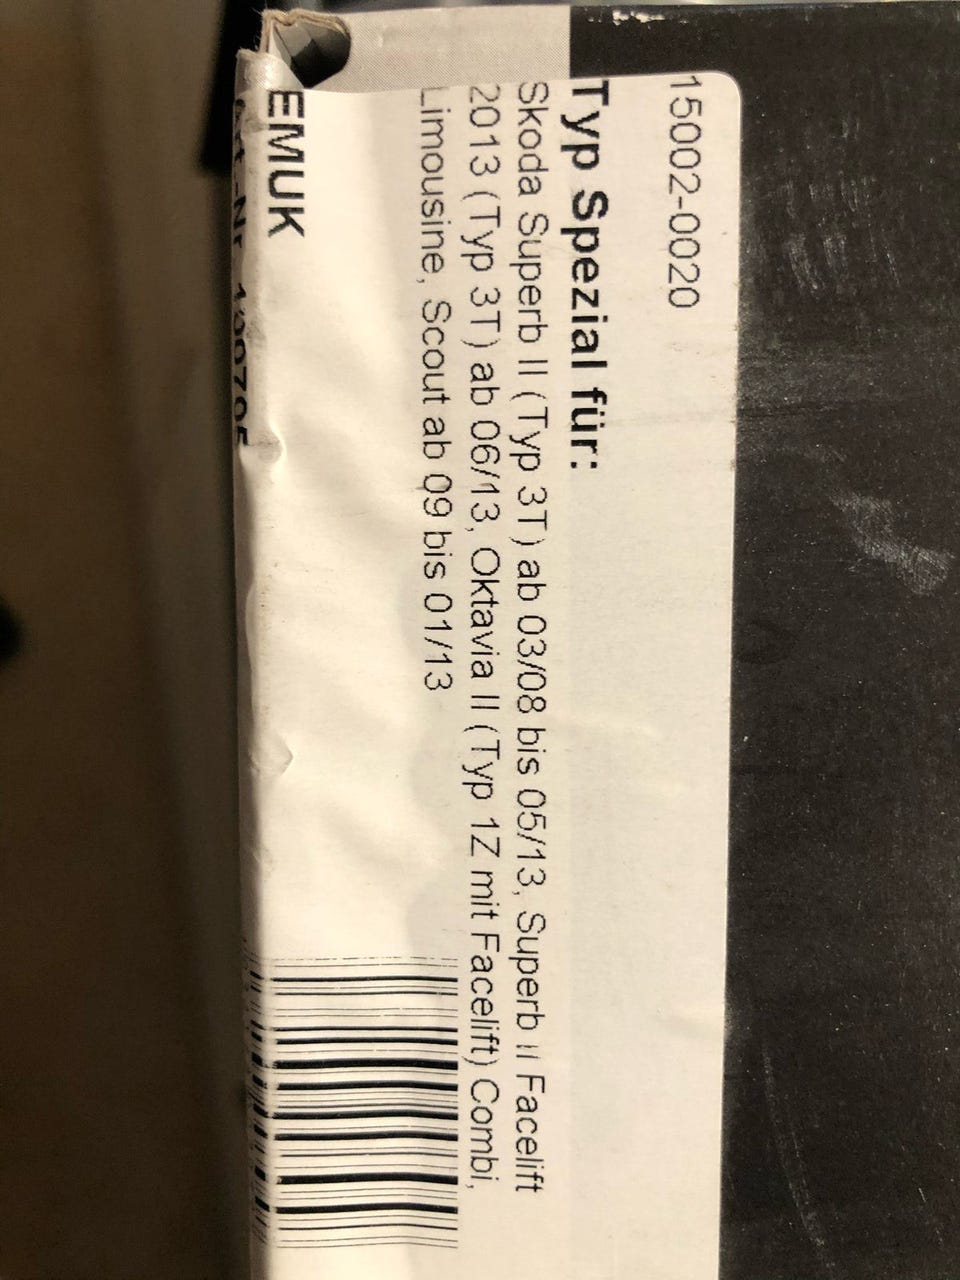 15002-0020
Typ Spezial für:
Skoda Superb II (Typ 3T) ab 03/08 bis 05/13, Superb II Facelift
2013 (Typ 3T) ab 06/13, Oktavia II (Typ 1Z mit Facelift) Combi,
Limousine, Scout ab 09 bis 01/13
EMUK
Art.-Nr.